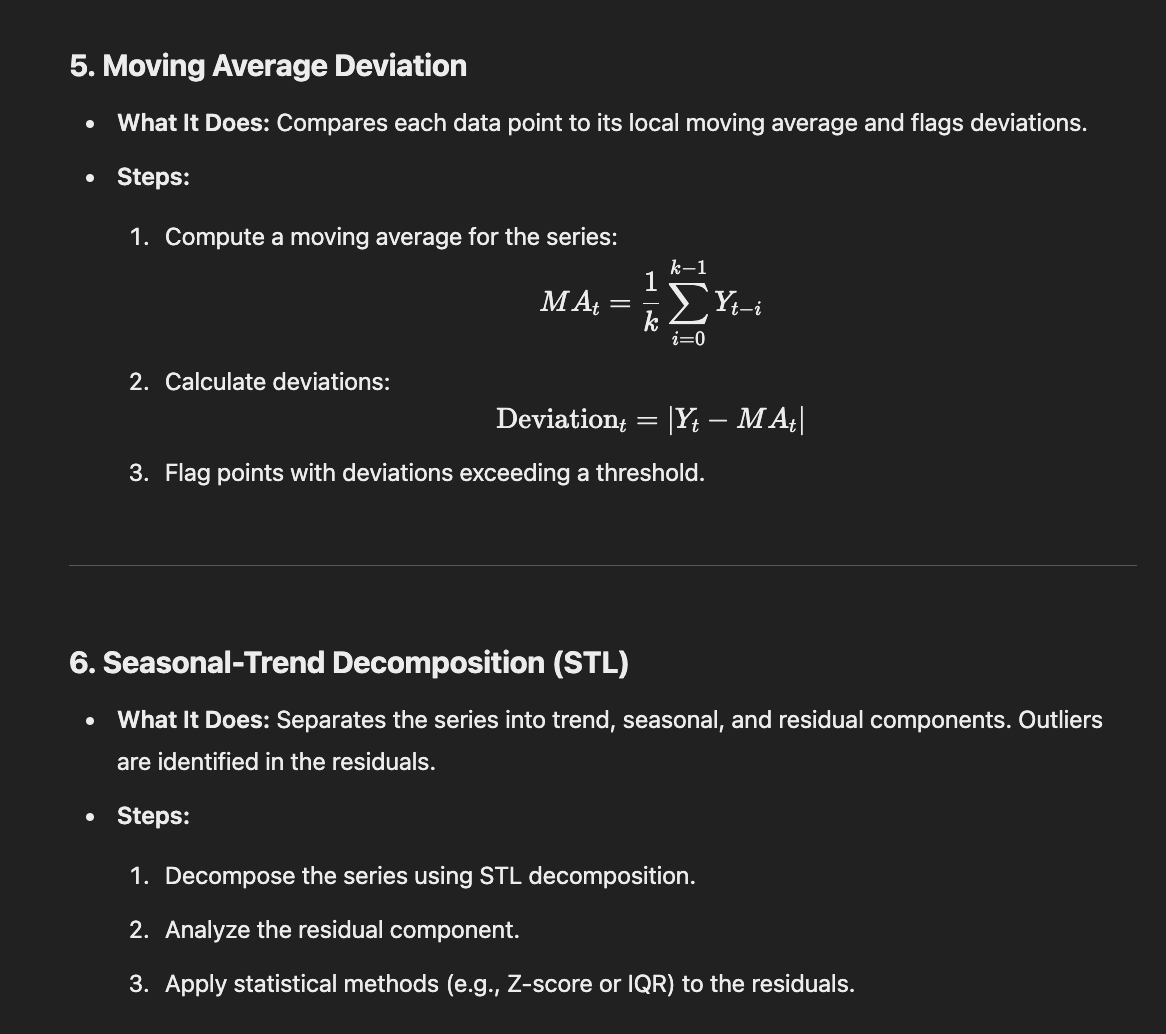 5. Moving Average Deviation
• What It Does: Compares each data point to its local moving average and flags deviations.
• Steps:
1. Compute a moving average for the series:
MA_t = \frac{1}{k} \sum_{i=0}^{k-1} Y_{t-i}
2. Calculate deviations:
Deviation_t = |Y_t − MA_t|
3. Flag points with deviations exceeding a threshold.
6. Seasonal-Trend Decomposition (STL)
• What It Does: Separates the series into trend, seasonal, and residual components. Outliers
are identified in the residuals.
• Steps:
1. Decompose the series using STL decomposition.
2. Analyze the residual component.
3. Apply statistical methods (e.g., Z-score or IQR) to the residuals.